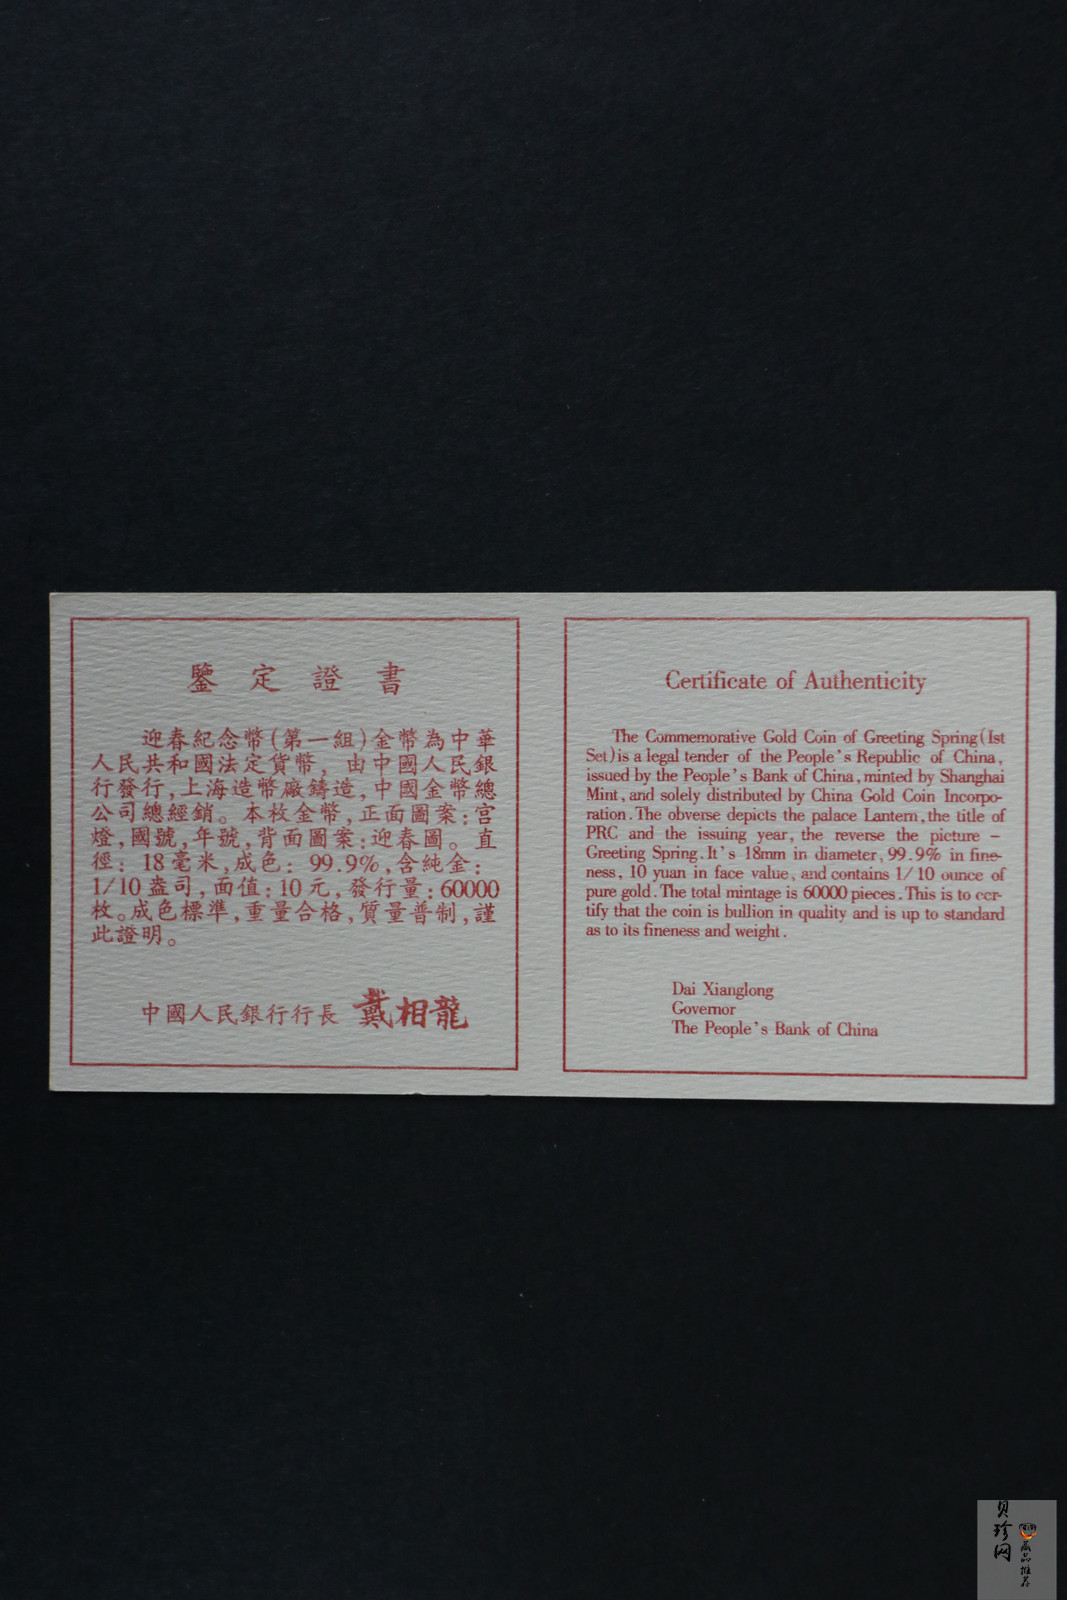 鑒定證書
迎春紀念幣(第一組)金幣為中華
人民共和國法定貨幣，由中國人民銀
行發行,上海造幣廠鑄造,中國金幣總
公司總經銷。本枚金幣,正面圖案:宮
燈,國號,年號,背面圖案:迎春圖。直
徑：18毫米,成色：99.9%,含純金：
1/10盎司,面值:10元,發行量:60000
枚。成色標準,重量合格,質量普制,謹
此證明。
中國人民銀行行長 戴相龍
Certificate of Authenticity
The Commemorative Gold Coin of Greeting Spring(Ist
Set)is a legal tender of the People's Republic of China,
issued by the People's Bank of China, minted by Shanghai
Mint, and solely distributed by China Gold Coin Incorpo-
ration. The obverse depicts the palace Lantern, the title of
PRC and the issuing year, the reverse the picture –
Greeting Spring. It's 18mm in diameter, 99.9% in fine-
ness, 10 yuan in face value, and contains 1/10 ounce of
pure gold. The total mintage is 60000 pieces. This is to cer-
tify that the coin is bullion in quality and is up to standard
as to its fineness and weight.
Dai Xianglong
Governor
The People's Bank of China
贝珍网
藏品推荐